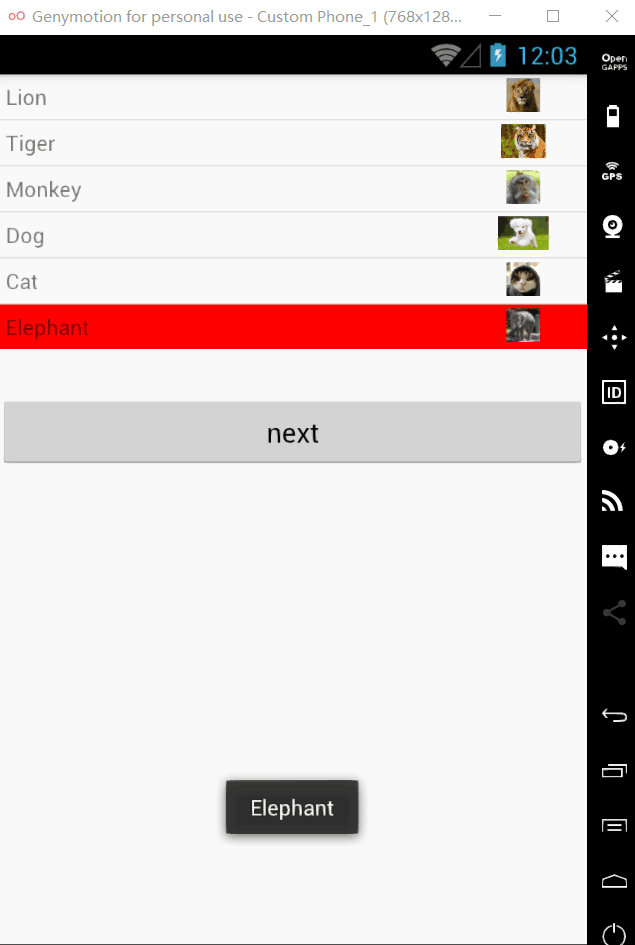 Genymotion for personal use - Custom Phone_1 (768x128...
12:03
Open
GAPPS
Lion
Tiger
Monkey
GPS
Dog
Cat
Elephant
ID
next
Elephant